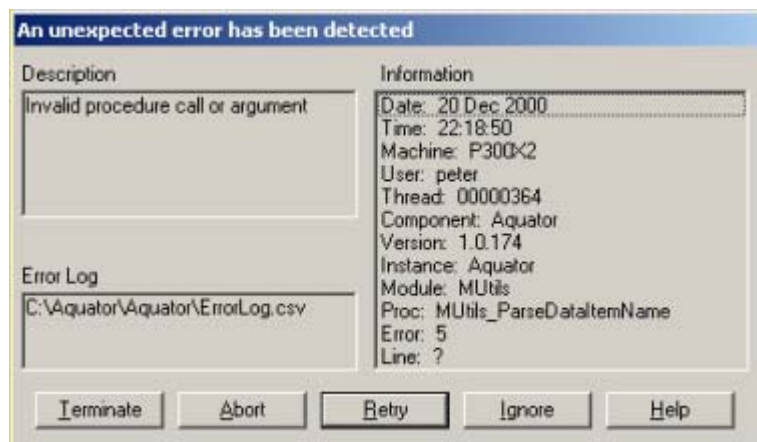 An unexpected error has been detected
Description
Invalid procedure call or argument
Error Log
C:\Aquator\Aquator\ErrorLog.csv
Information
Date: 20 Dec 2000
Time: 22:18:50
Machine: P300X2
User: peter
Thread: 00000364
Component: Aquator
Version: 1.0.174
Instance: Aquator
Module: MUtils
Proc: MUtils_ParseDataItemName
Error: 5
Line: ?
Terminate
Abort
Retry
Ignore
Help